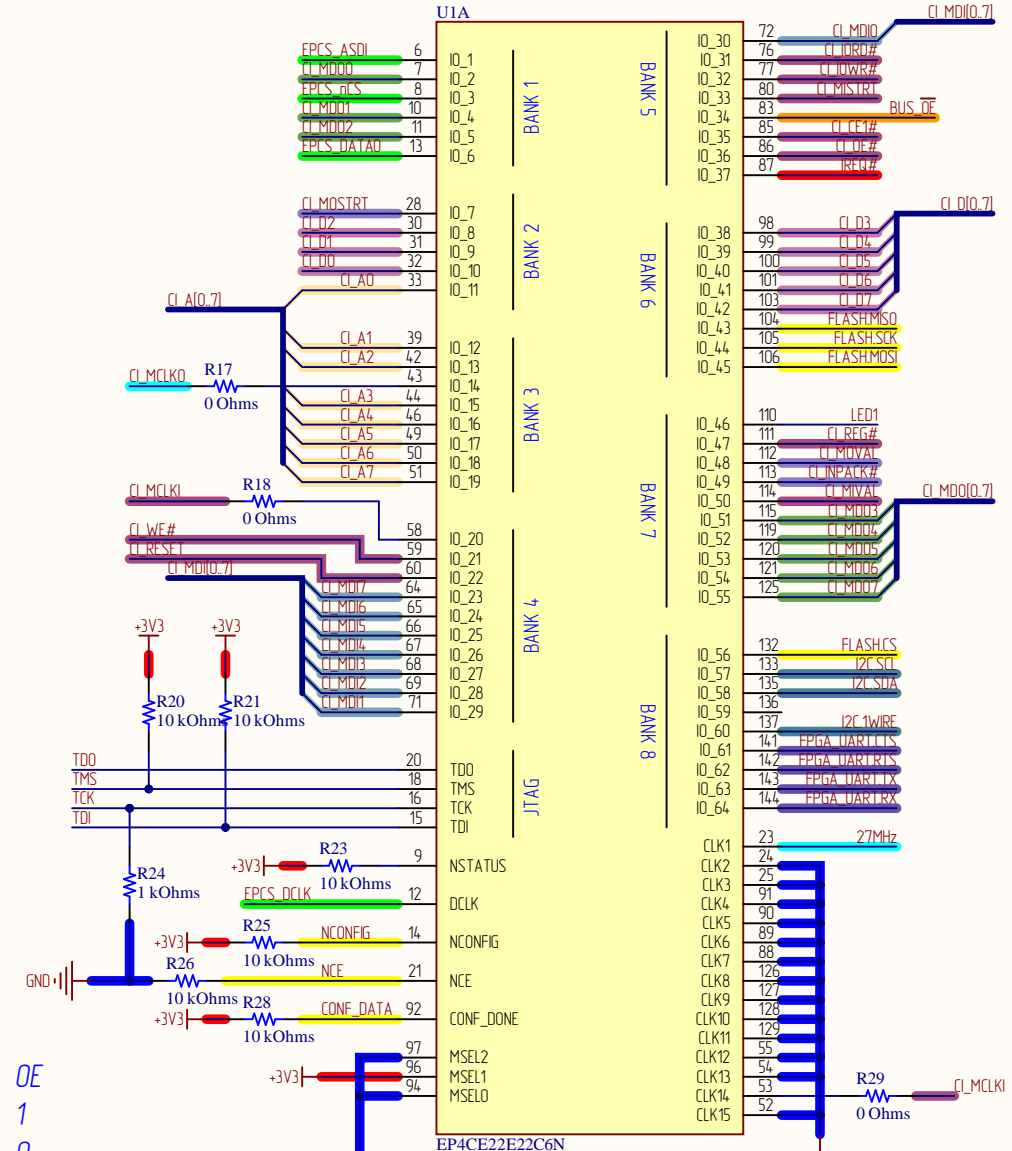 U1A
EPCS_ASDI 6 IO_1
CI_MDO0 7 IO_2
EPCS_nCS 8 IO_3
CI_MDO1 10 IO_4
CI_MDO2 11 IO_5
EPCS_DATA0 13 IO_6
BANK 1
CI_MOSTRT 28 IO_7
CI_D2 30 IO_8
CI_D1 31 IO_9
CI_D0 32 IO_10
CI_A0 33 IO_11
BANK 2
CI_A[0..7]
CI_A1 39 IO_12
CI_A2 42 IO_13
CI_MCLKO R17 0 Ohms 43 IO_14
CI_A3 44 IO_15
CI_A4 46 IO_16
CI_A5 49 IO_17
CI_A6 50 IO_18
CI_A7 51 IO_19
BANK 3
CI_MCLKI R18 0 Ohms 58 IO_20
CI_WE# 59 IO_21
CI_RESET 60 IO_22
CI_MDI[0..7]
CI_MDI7 64 IO_23
CI_MDI6 65 IO_24
CI_MDI5 66 IO_25
CI_MDI4 67 IO_26
CI_MDI3 68 IO_27
CI_MDI2 69 IO_28
CI_MDI1 71 IO_29
BANK 4
+3V3 +3V3
R20 R21
10 kOhms 10 kOhms
TDO 20 TDO
TMS 18 TMS
TCK 16 TCK
TDI 15 TDI
JTAG
R24
1 kOhms
+3V3 R23 10 kOhms 9 NSTATUS
EPCS_DCLK 12 DCLK
+3V3 R25 10 kOhms NCONFIG 14 NCONFIG
GND R26 10 kOhms NCE 21 NCE
+3V3 R28 10 kOhms CONF_DATA 92 CONF_DONE
97 MSEL2
+3V3 96 MSEL1
94 MSEL0
OE
1
CI_MDI[0..7]
IO_30 72 CI_MDI0
IO_31 76 CI_IORD#
IO_32 77 CI_IOWR#
IO_33 80 CI_MISTRT
IO_34 83 BUS_OE
IO_35 85 CI_CE1#
IO_36 86 CI_OE#
IO_37 87 IREQ#
BANK 5
CI_D[0..7]
IO_38 98 CI_D3
IO_39 99 CI_D4
IO_40 100 CI_D5
IO_41 101 CI_D6
IO_42 103 CI_D7
IO_43 104 FLASH.MISO
IO_44 105 FLASH.SCK
IO_45 106 FLASH.MOSI
BANK 6
IO_46 110 LED1
IO_47 111 CI_REG#
IO_48 112 CI_MOVAL
IO_49 113 CI_INPACK#
IO_50 114 CI_MIVAL
CI_MDO[0..7]
IO_51 115 CI_MDO3
IO_52 119 CI_MDO4
IO_53 120 CI_MDO5
IO_54 121 CI_MDO6
IO_55 125 CI_MDO7
BANK 7
IO_56 132 FLASH.CS
IO_57 133 I2C.SCL
IO_58 135 I2C.SDA
IO_59 136
IO_60 137 I2C.1WIRE
IO_61 141 FPGA_UART.CTS
IO_62 142 FPGA_UART.RTS
IO_63 143 FPGA_UART.TX
IO_64 144 FPGA_UART.RX
BANK 8
CLK1 23 27MHz
CLK2 24
CLK3 25
CLK4 91
CLK5 90
CLK6 89
CLK7 88
CLK8 126
CLK9 127
CLK10 128
CLK11 129
CLK12 55
CLK13 54
CLK14 53 R29 0 Ohms CI_MCLKI
CLK15 52
EP4CE22E22C6N